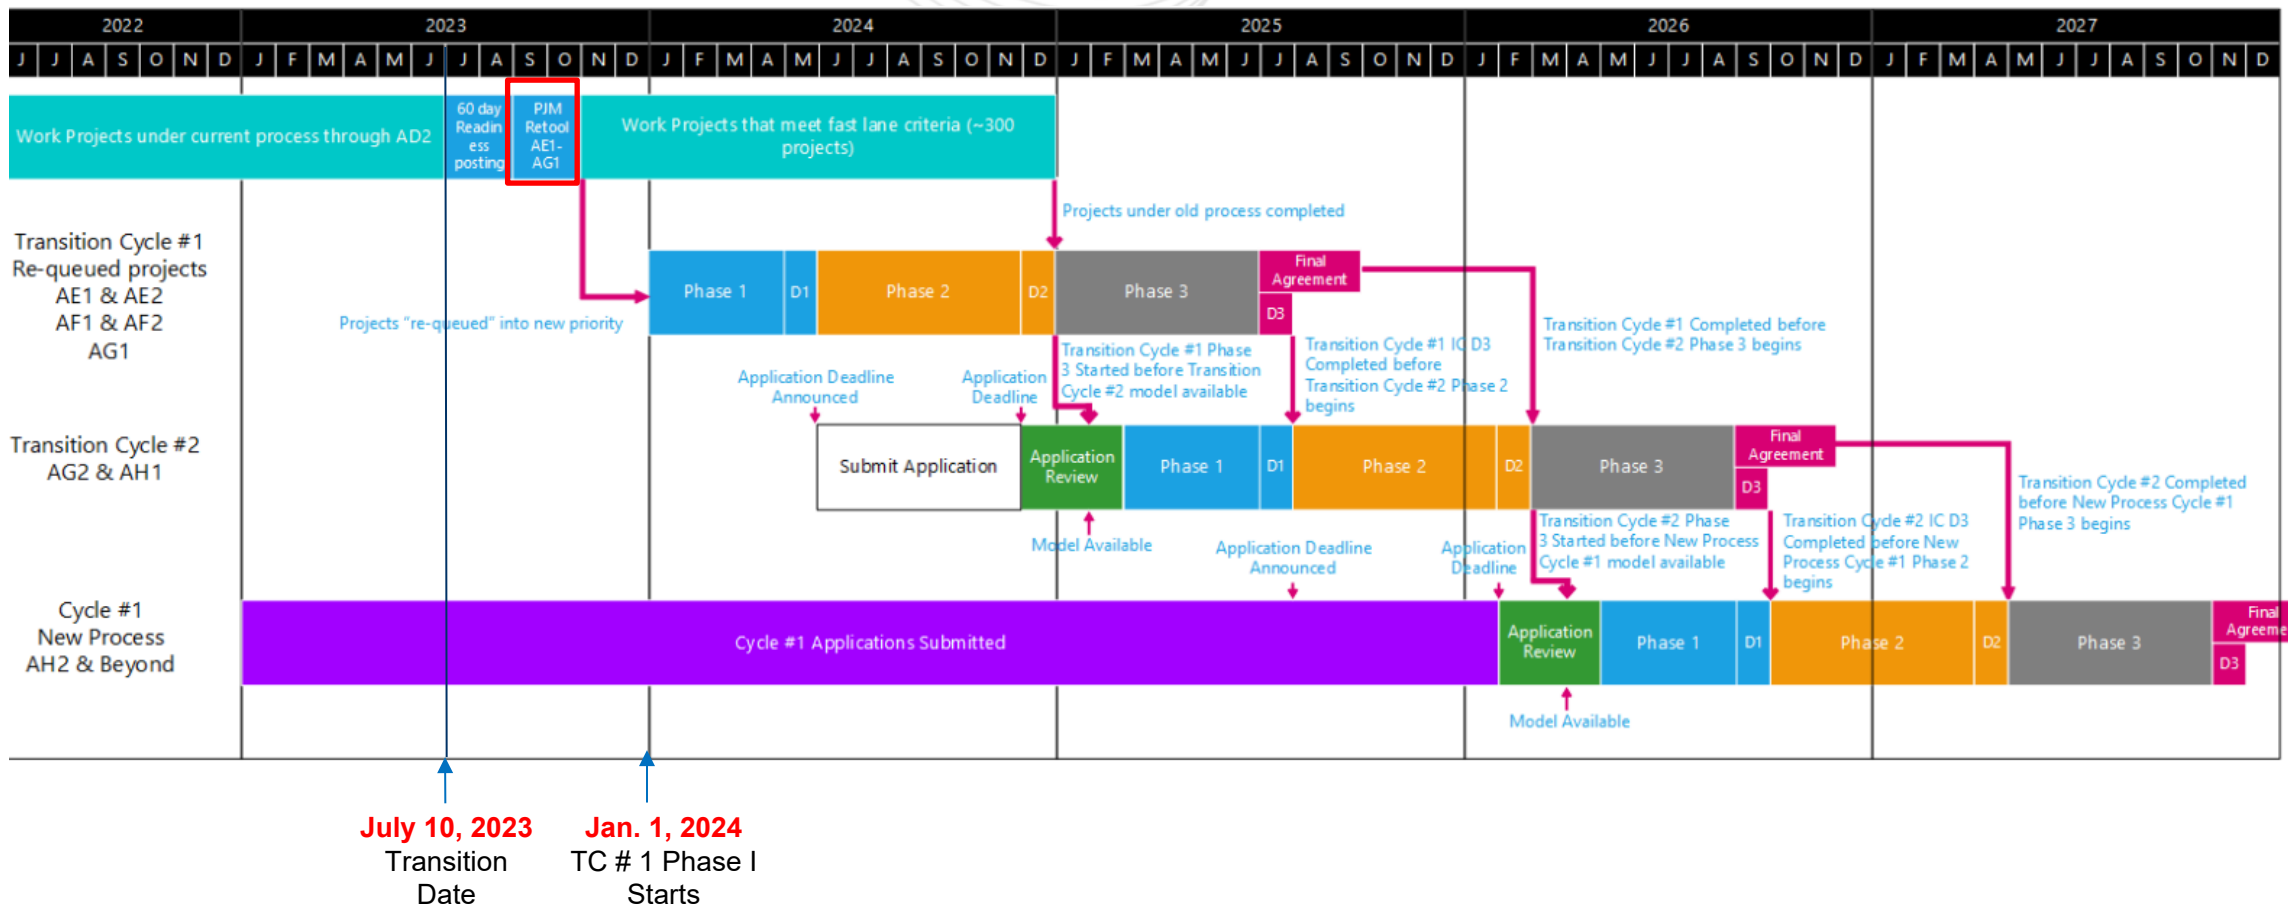 2022 2023 2024 2025 2026 2027
J J A S O N D J F M A M J J A S O N D J F M A M J J A S O N D J F M A M J J A S O N D J F M A M J J A S O N D J F M A M J J A S O N D
Work Projects under current process through AD2
60 day
Readin
ess
posting
PJM
Retool
AE1-
AG1
Work Projects that meet fast lane criteria (~300
projects)
Projects under old process completed
Transition Cycle #1
Re-queued projects
AE1 & AE2
AF1 & AF2
AG1
Projects "re-queued" into new priority
Phase 1
D1
Phase 2
D2
Phase 3
Final
Agreement
D3
Transition Cycle #1 Phase
3 Started before Transition
Cycle #2 model available
Transition Cycle #1 IC D3
Completed before
Transition Cycle #2 Phase 2
begins
Transition Cycle #1 Completed before
Transition Cycle #2 Phase 3 begins
Application Deadline
Announced
Application
Deadline
Transition Cycle #2
AG2 & AH1
Submit Application
Application
Review
Phase 1
D1
Phase 2
D2
Phase 3
Final
Agreement
D3
Model Available
Application Deadline
Announced
Application
Deadline
Transition Cycle #2 Phase
3 Started before New Process
Cycle #1 model available
Transition Cycle #2 IC D3
Completed before New
Process Cycle #1 Phase 2
begins
Transition Cycle #2 Completed
before New Process Cycle #1
Phase 3 begins
Cycle #1
New Process
AH2 & Beyond
Cycle #1 Applications Submitted
Application
Review
Phase 1
D1
Phase 2
D2
Phase 3
Final
Agreeme
D3
Model Available
July 10, 2023
Transition
Date
Jan. 1, 2024
TC # 1 Phase I
Starts